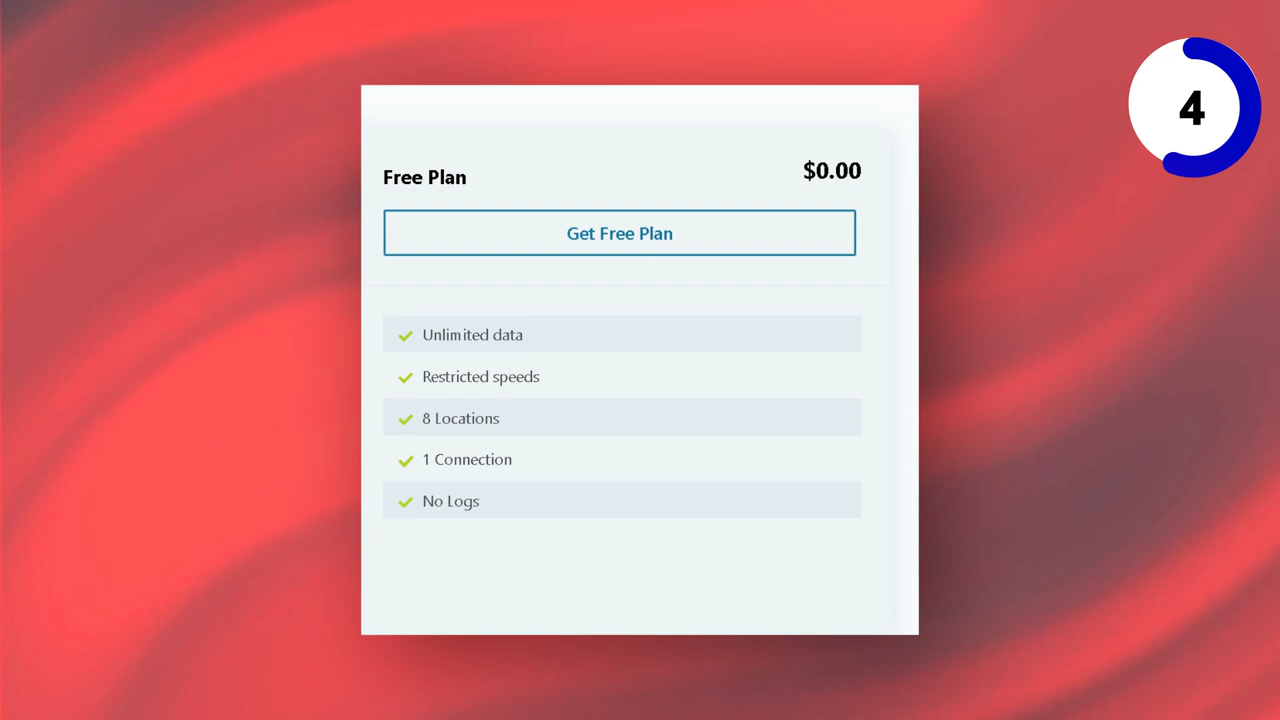 4
Free Plan
$0.00
Get Free Plan
Unlimited data
Restricted speeds
8 Locations
1 Connection
No Logs